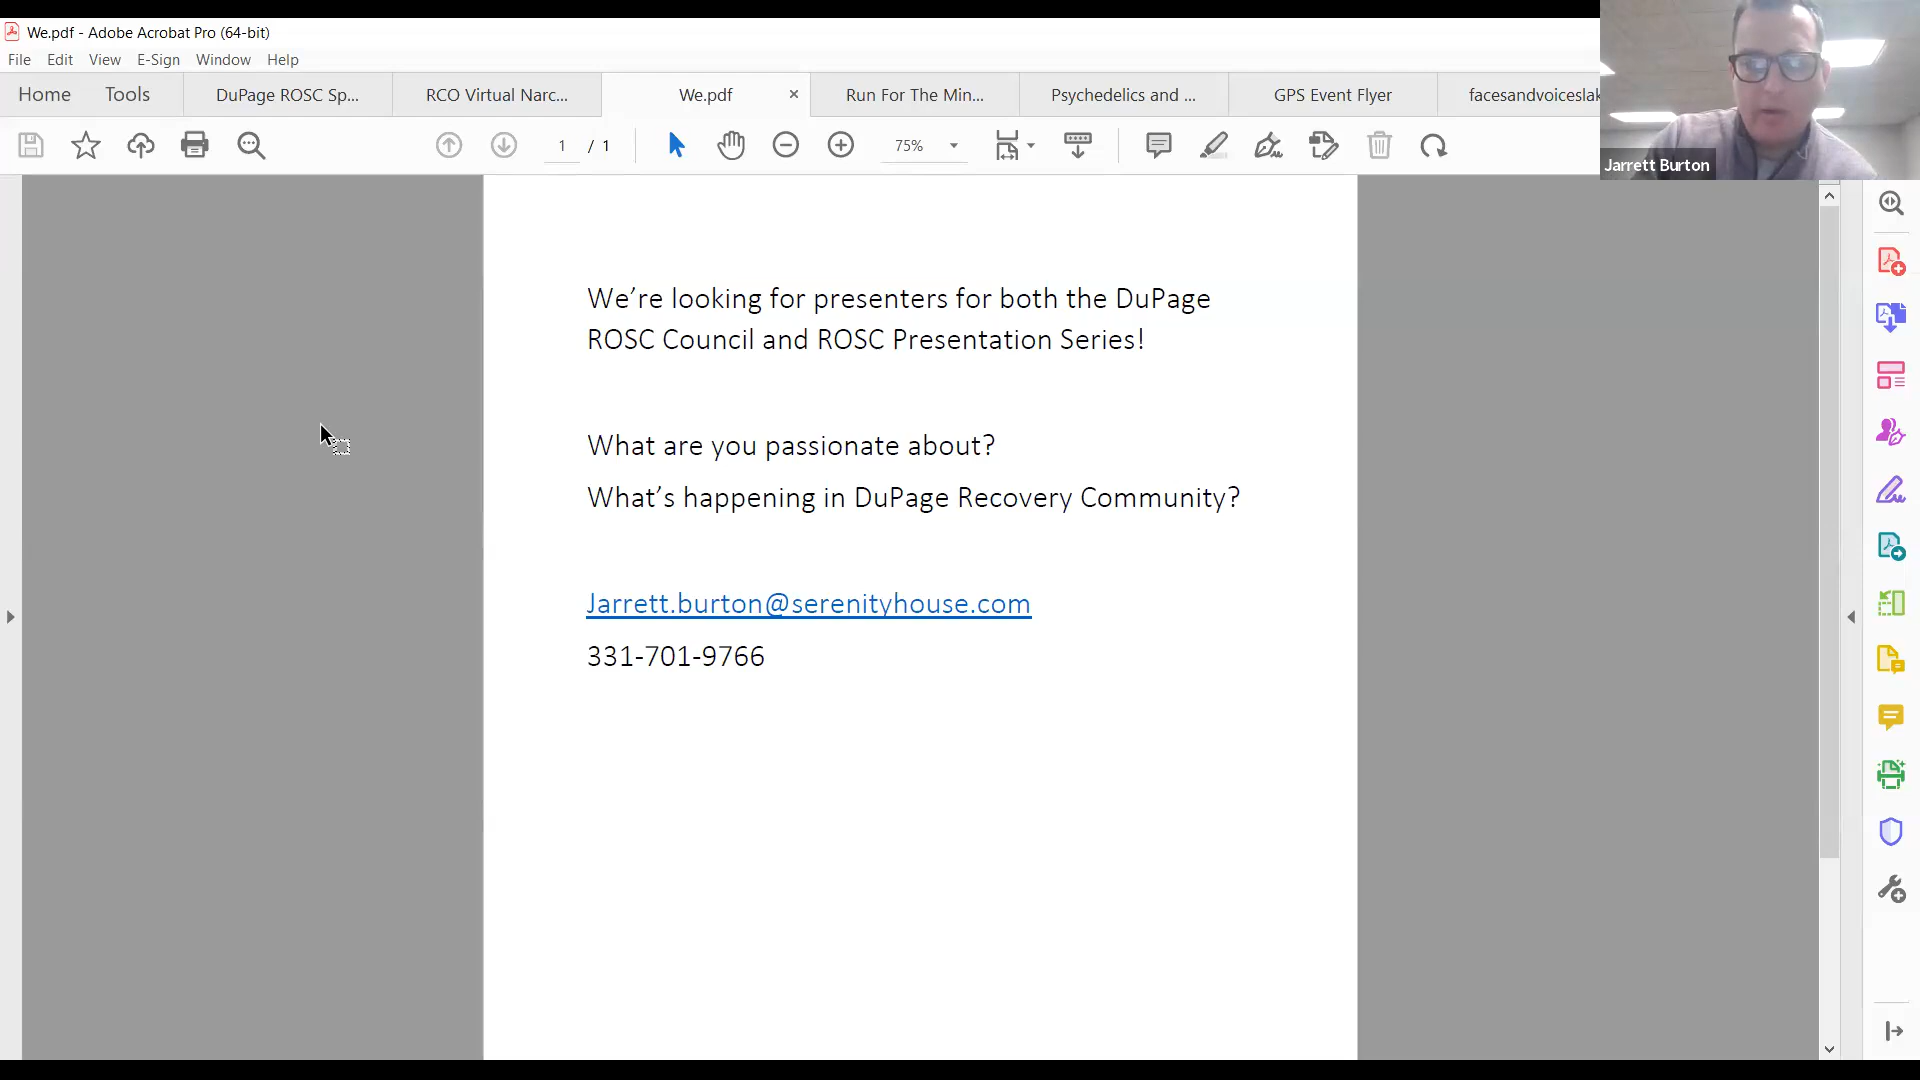 We.pdf - Adobe Acrobat Pro (64-bit)
File Edit View E-Sign Window Help
Home Tools DuPage ROSC Sp... RCO Virtual Narc... We.pdf × Run For The Min... Psychedelics and ... GPS Event Flyer facesandvoiceslak
1 / 1 75%
Jarrett Burton
We’re looking for presenters for both the DuPage
ROSC Council and ROSC Presentation Series!
What are you passionate about?
What’s happening in DuPage Recovery Community?
Jarrett.burton@serenityhouse.com
331-701-9766